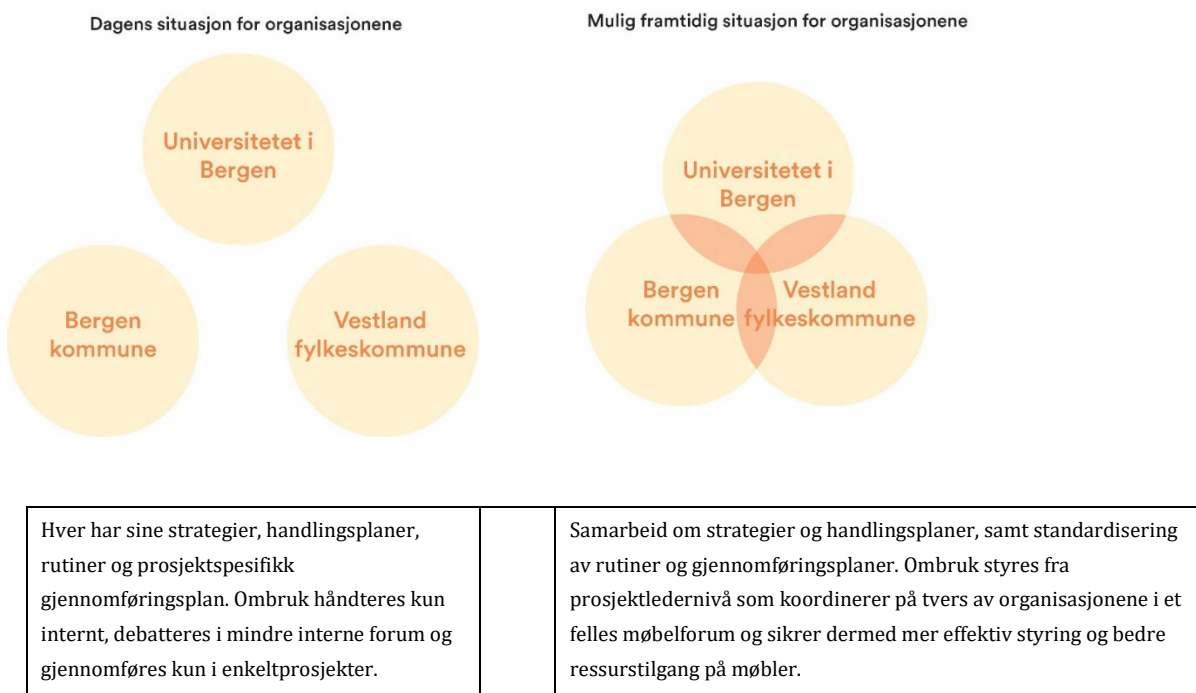 Dagens situasjon for organisasjonene
Universitetet i
Bergen
Bergen
kommune
Vestland
fylkeskommune
Mulig framtidig situasjon for organisasjonene
Universitetet i
Bergen
Bergen
kommune
Vestland
fylkeskommune
Hver har sine strategier, handlingsplaner,
rutiner og prosjektspesifikk
gjennomføringsplan. Ombruk håndteres kun
internt, debatteres i mindre interne forum og
gjennomføres kun i enkeltprosjekter.
Samarbeid om strategier og handlingsplaner, samt standardisering
av rutiner og gjennomføringsplaner. Ombruk styres fra
prosjektledernivå som koordinerer på tvers av organisasjonene i et
felles møbelforum og sikrer dermed mer effektiv styring og bedre
ressurstilgang på møbler.